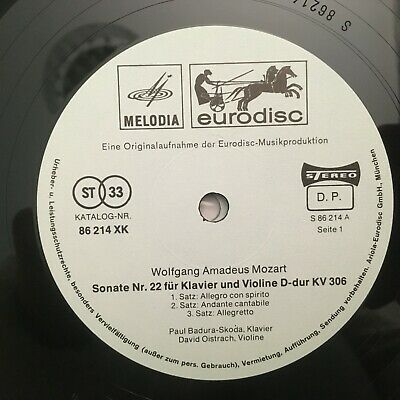 S 8621
MELODIA
eurodisc
Eine Originalaufnahme der Eurodisc-Musikproduktion
ST 33
KATALOG-NR.
86 214 XK
STEREO
D. P.
S 86 214 A
Seite 1
Wolfgang Amadeus Mozart
Sonate Nr. 22 für Klavier und Violine D-dur KV 306
1. Satz: Allegro con spirito
2. Satz: Andante cantabile
3. Satz: Allegretto
Paul Badura-Skoda, Klavier
David Oistrach, Violine
Urheber- u. Leistungsschutzrechte, besonders Vervielfältigung (außer zum pers. Gebrauch), Vermietung, Aufführung, Sendung vorbehalten! Ariola-Eurodisc GmbH., München